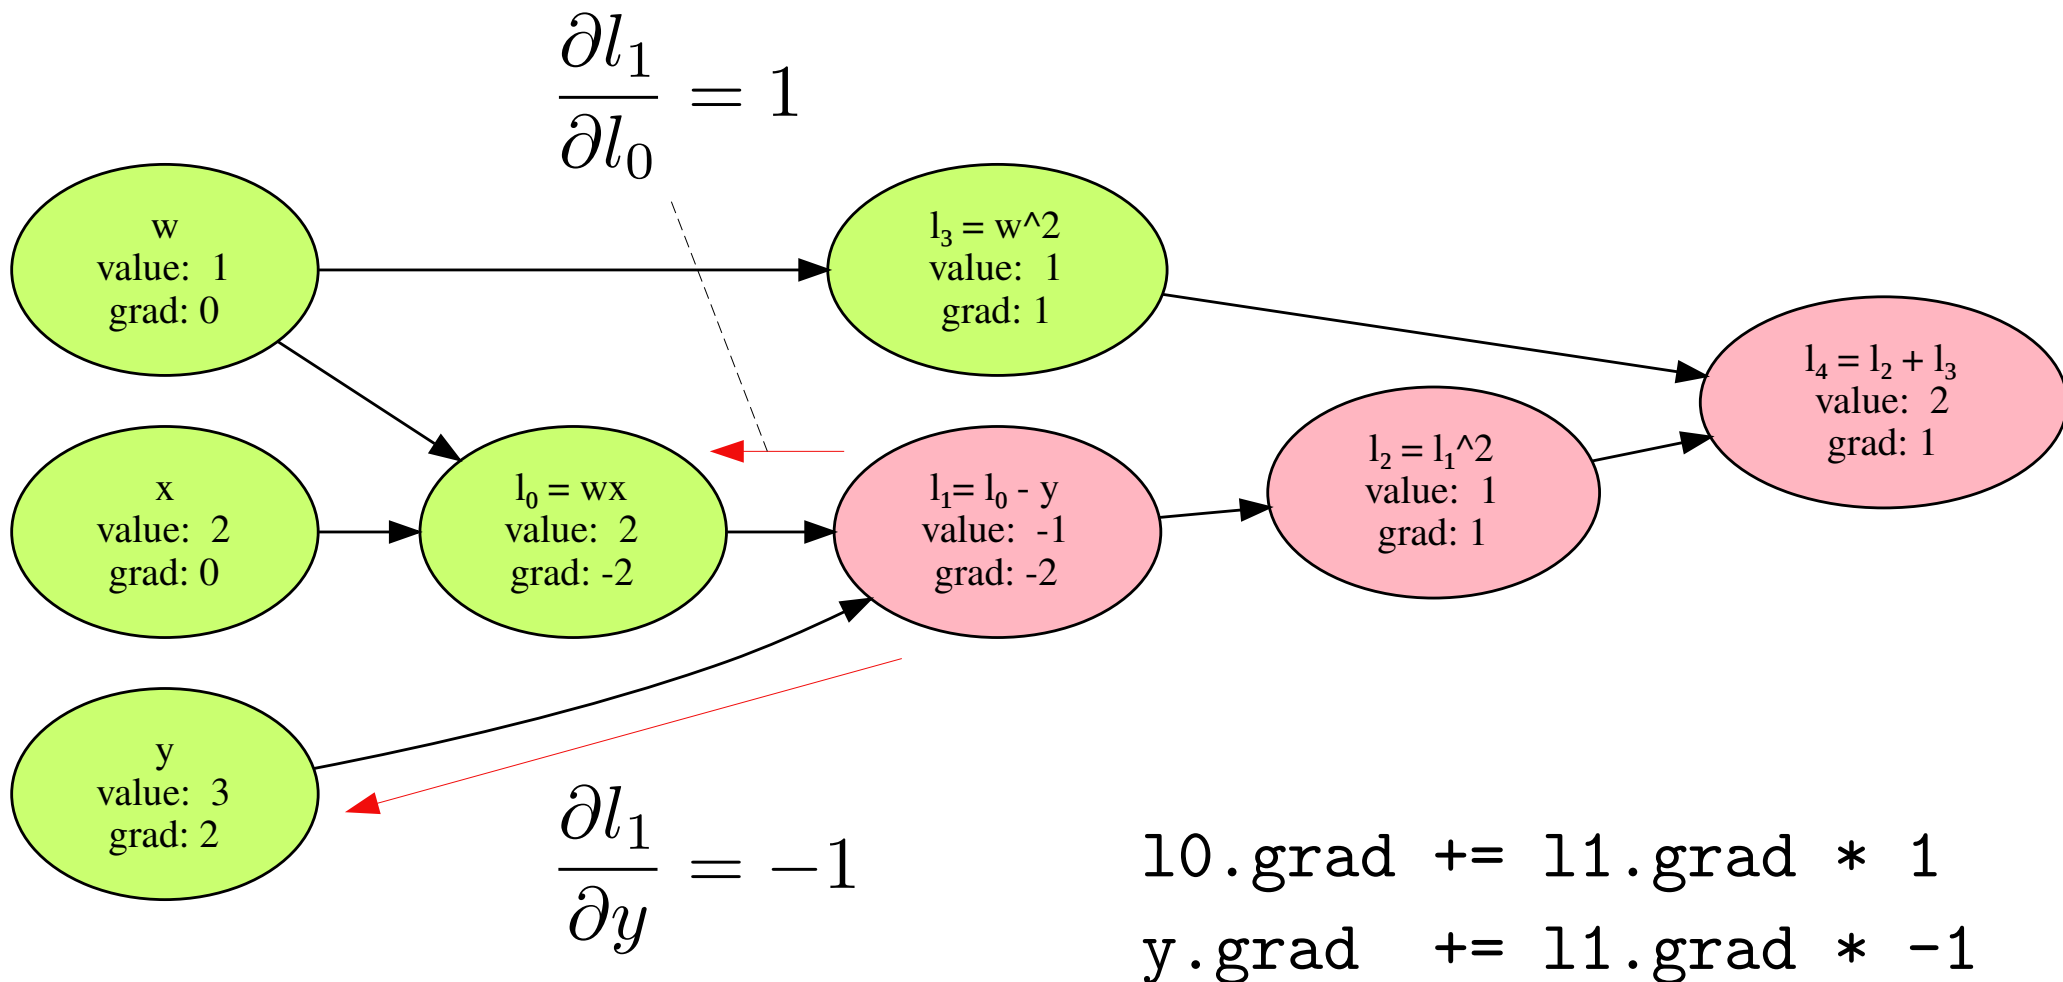 ∂l₁/∂l₀ = 1
w
value: 1
grad: 0
l₃ = w^2
value: 1
grad: 1
l₄ = l₂ + l₃
value: 2
grad: 1
x
value: 2
grad: 0
l₀ = wx
value: 2
grad: -2
l₁= l₀ - y
value: -1
grad: -2
l₂ = l₁^2
value: 1
grad: 1
y
value: 3
grad: 2
∂l₁/∂y = −1
l0.grad += l1.grad * 1
y.grad += l1.grad * -1